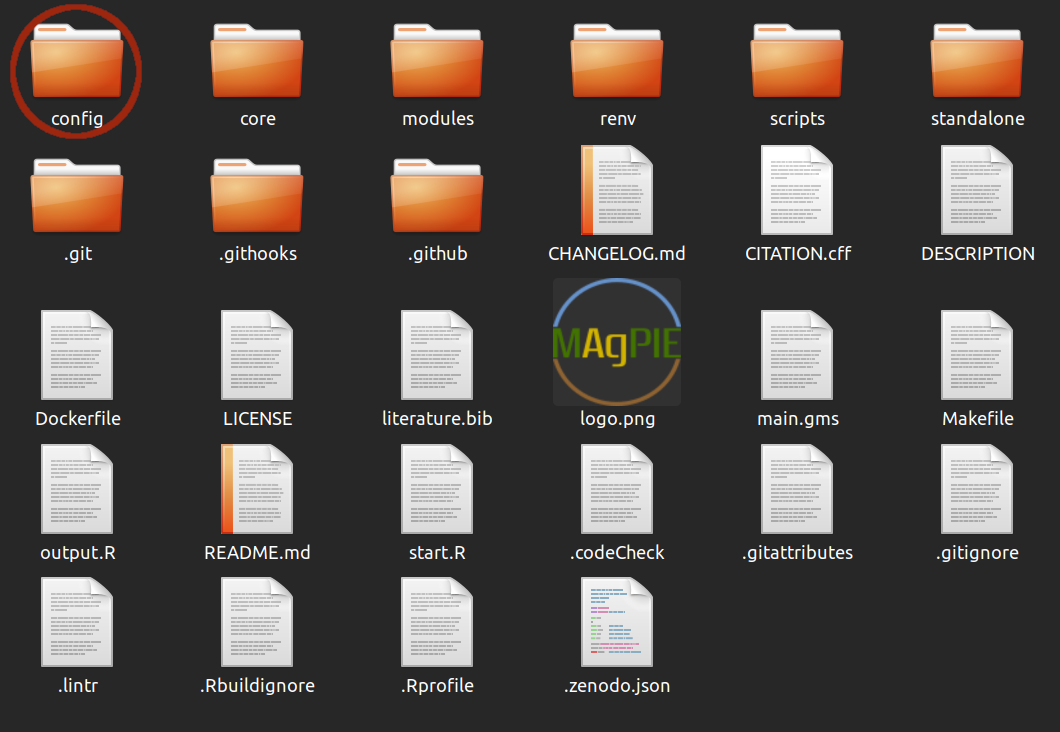 config core modules renv scripts standalone
.git .githooks .github CHANGELOG.md CITATION.cff DESCRIPTION
MAgPIE
Dockerfile LICENSE literature.bib logo.png main.gms Makefile
output.R README.md start.R .codeCheck .gitattributes .gitignore
.lintr .Rbuildignore .Rprofile .zenodo.json